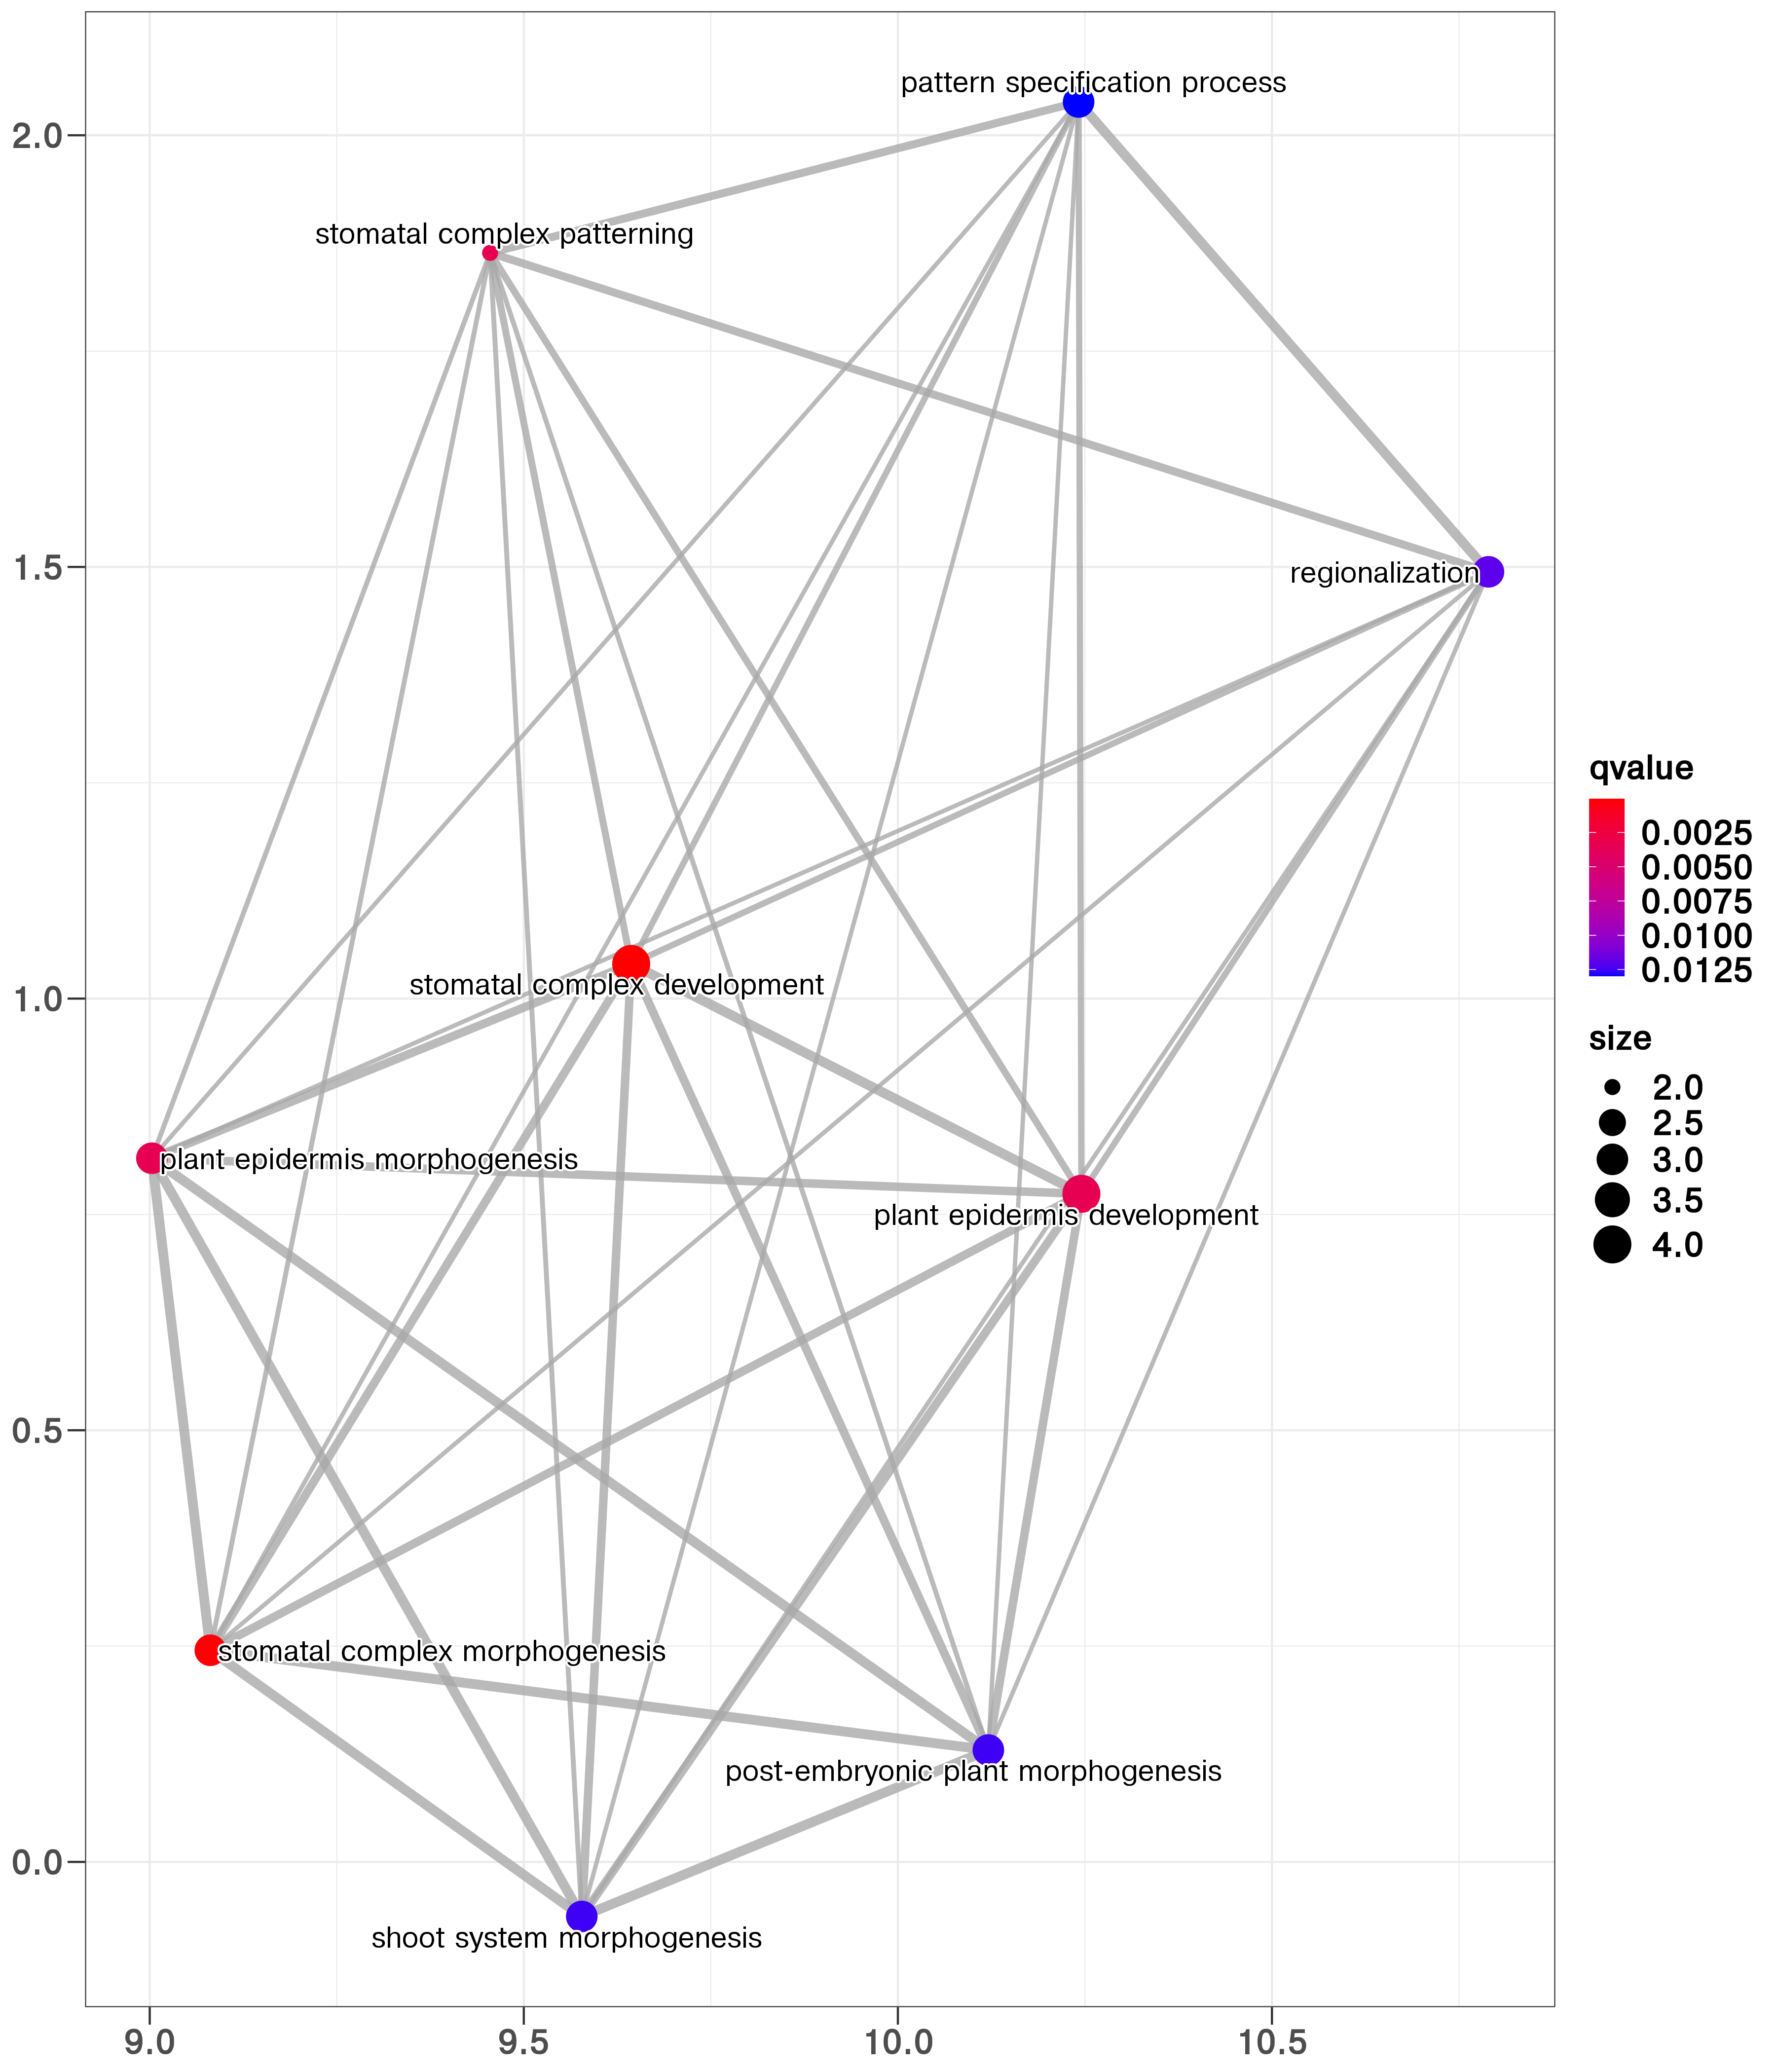 pattern specification process
2.0
stomatal complex patterning
1.5
regionalization
1.0
stomatal complex development
plant epidermis morphogenesis
plant epidermis development
0.5
stomatal complex morphogenesis
post-embryonic plant morphogenesis
0.0
shoot system morphogenesis
9.0
9.5
10.0
10.5
qvalue
0.0025
0.0050
0.0075
0.0100
0.0125
size
2.0
2.5
3.0
3.5
4.0